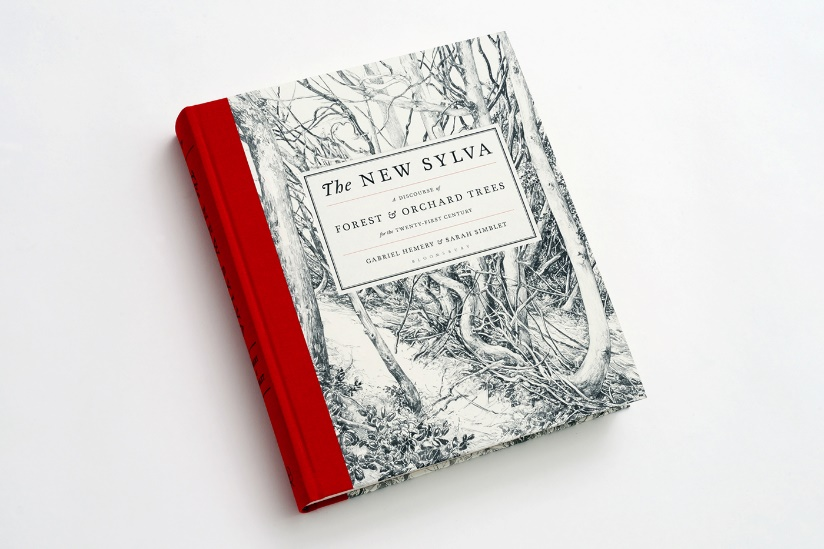 The NEW SYLVA
A DISCOURSE of
FOREST & ORCHARD TREES
for the TWENTY-FIRST CENTURY
GABRIEL HEMERY & SARAH SIMBLET
BLOOMSBURY